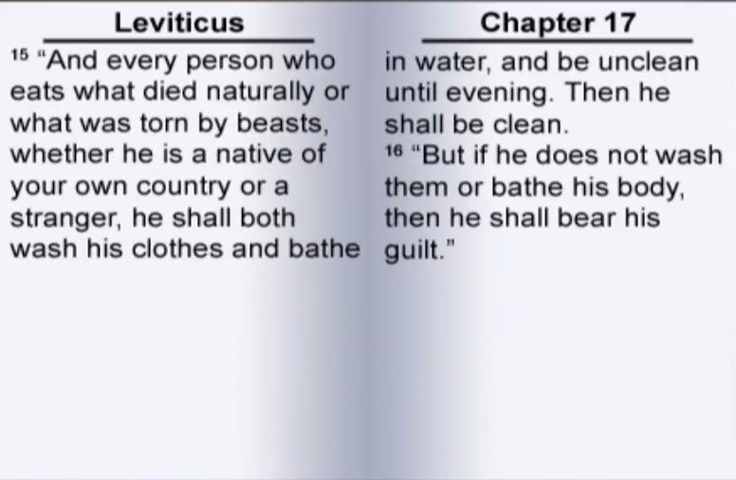 Leviticus
15 “And every person who
eats what died naturally or
what was torn by beasts,
whether he is a native of
your own country or a
stranger, he shall both
wash his clothes and bathe
Chapter 17
in water, and be unclean
until evening. Then he
shall be clean.
16 “But if he does not wash
them or bathe his body,
then he shall bear his
guilt.”